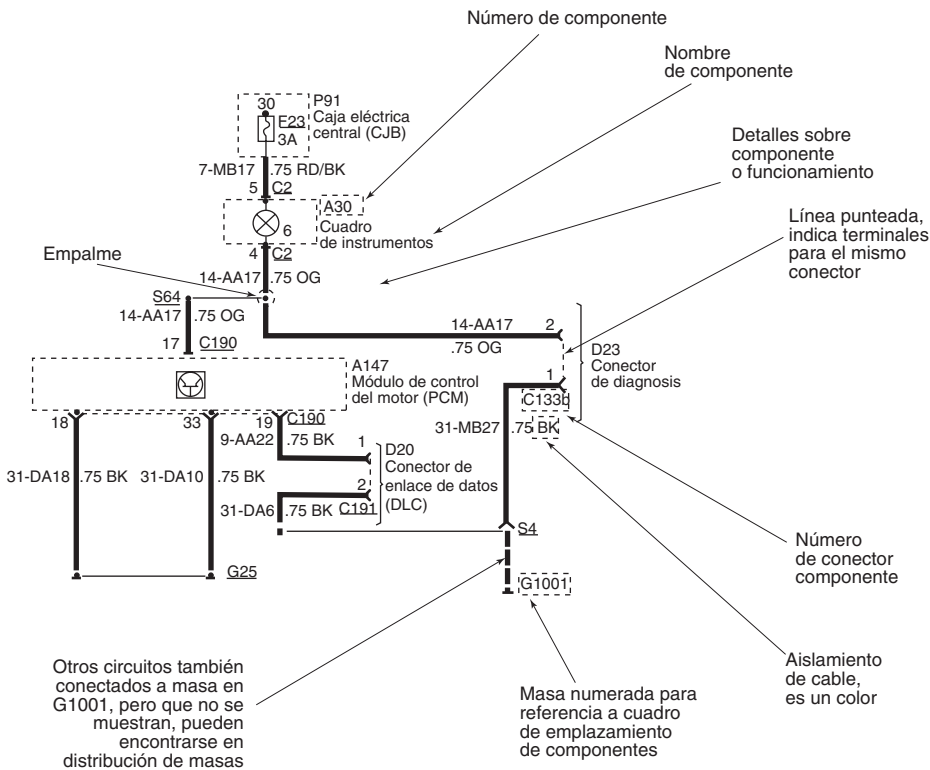 Número de componente
Nombre
de componente
30
P91
F23
Caja eléctrica
3A
central (CJB)
Detalles sobre
componente
o funcionamiento
7-MB17
.75 RD/BK
5
C2
A30
6
Cuadro
de instrumentos
Línea punteada,
indica terminales
para el mismo
conector
Empalme
4
C2
14-AA17
.75 OG
S64
14-AA17
.75 OG
14-AA17
2
.75 OG
17
C190
D23
Conector
de diagnosis
A147
Módulo de control
del motor (PCM)
1
C133b
18
33
19
C190
31-MB27
.75
BK
9-AA22
.75 BK
1
D20
Conector de
enlace de datos
(DLC)
31-DA18
.75 BK
31-DA10
.75 BK
2
31-DA6
.75 BK
C191
S4
Número
de conector
componente
G25
G1001
Otros circuitos también
conectados a masa en
G1001, pero que no se
muestran, pueden
encontrarse en
distribución de masas
Masa numerada para
referencia a cuadro
de emplazamiento
de componentes
Aislamiento
de cable,
es un color